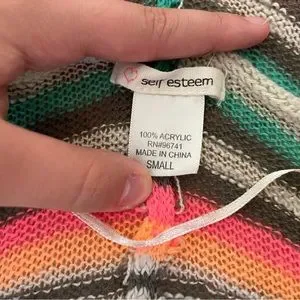 self esteem
100% ACRYLIC
RN#96741
MADE IN CHINA
SMALL